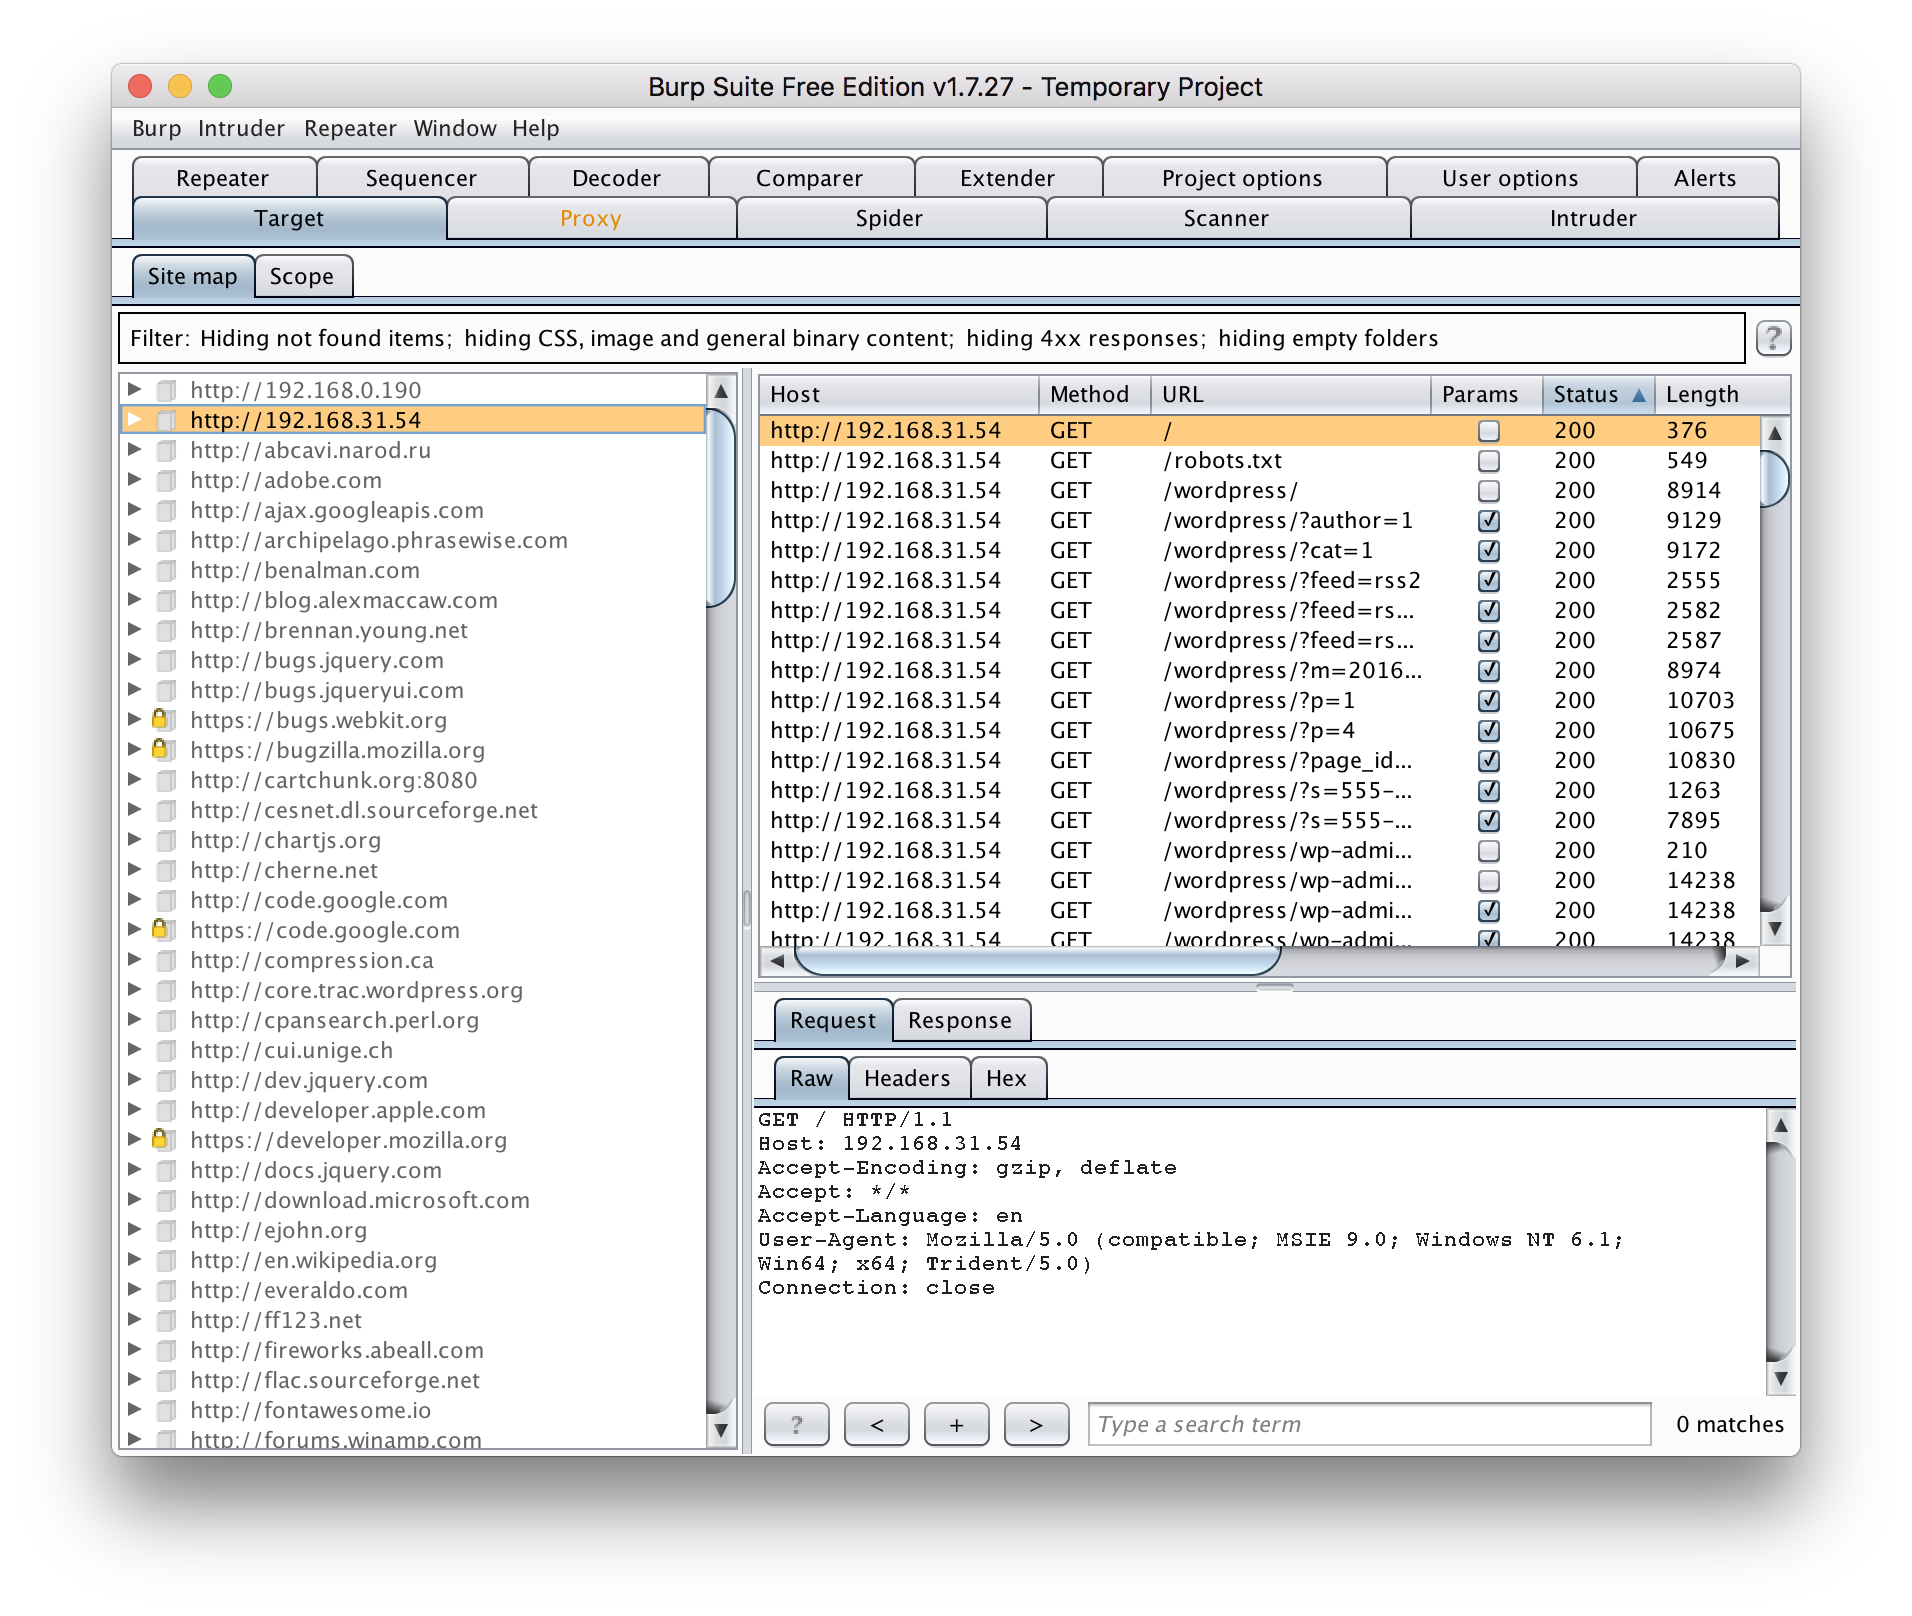 Burp Suite Free Edition v1.7.27 - Temporary Project
Burp Intruder Repeater Window Help
Repeater Sequencer Decoder Comparer Extender Project options User options Alerts
Target Proxy Spider Scanner Intruder
Site map Scope
Filter: Hiding not found items; hiding CSS, image and general binary content; hiding 4xx responses; hiding empty folders
?
http://192.168.0.190
http://192.168.31.54
http://abcavi.narod.ru
http://adobe.com
http://ajax.googleapis.com
http://archipelago.phrasewise.com
http://benalman.com
http://blog.alexmaccaw.com
http://brennan.young.net
http://bugs.jquery.com
http://bugs.jqueryui.com
https://bugs.webkit.org
https://bugzilla.mozilla.org
http://cartchunk.org:8080
http://cesnet.dl.sourceforge.net
http://chartjs.org
http://cherne.net
http://code.google.com
https://code.google.com
http://compression.ca
http://core.trac.wordpress.org
http://cpansearch.perl.org
http://cui.unige.ch
http://dev.jquery.com
http://developer.apple.com
https://developer.mozilla.org
http://docs.jquery.com
http://download.microsoft.com
http://ejohn.org
http://en.wikipedia.org
http://everaldo.com
http://ff123.net
http://fireworks.abeall.com
http://flac.sourceforge.net
http://fontawesome.io
http://forums.winamp.com
Host Method URL Params Status Length
http://192.168.31.54 GET / 200 376
http://192.168.31.54 GET /robots.txt 200 549
http://192.168.31.54 GET /wordpress/ 200 8914
http://192.168.31.54 GET /wordpress/?author=1 200 9129
http://192.168.31.54 GET /wordpress/?cat=1 200 9172
http://192.168.31.54 GET /wordpress/?feed=rss2 200 2555
http://192.168.31.54 GET /wordpress/?feed=rs... 200 2582
http://192.168.31.54 GET /wordpress/?feed=rs... 200 2587
http://192.168.31.54 GET /wordpress/?m=2016... 200 8974
http://192.168.31.54 GET /wordpress/?p=1 200 10703
http://192.168.31.54 GET /wordpress/?p=4 200 10675
http://192.168.31.54 GET /wordpress/?page_id... 200 10830
http://192.168.31.54 GET /wordpress/?s=555-... 200 1263
http://192.168.31.54 GET /wordpress/?s=555-... 200 7895
http://192.168.31.54 GET /wordpress/wp-admi... 200 210
http://192.168.31.54 GET /wordpress/wp-admi... 200 14238
http://192.168.31.54 GET /wordpress/wp-admi... 200 14238
http://192.168.31.54 GET /wordpress/wp-admi... 200 14238
Request Response
Raw Headers Hex
GET / HTTP/1.1
Host: 192.168.31.54
Accept-Encoding: gzip, deflate
Accept: */*
Accept-Language: en
User-Agent: Mozilla/5.0 (compatible; MSIE 9.0; Windows NT 6.1;
Win64; x64; Trident/5.0)
Connection: close
? < + > Type a search term 0 matches